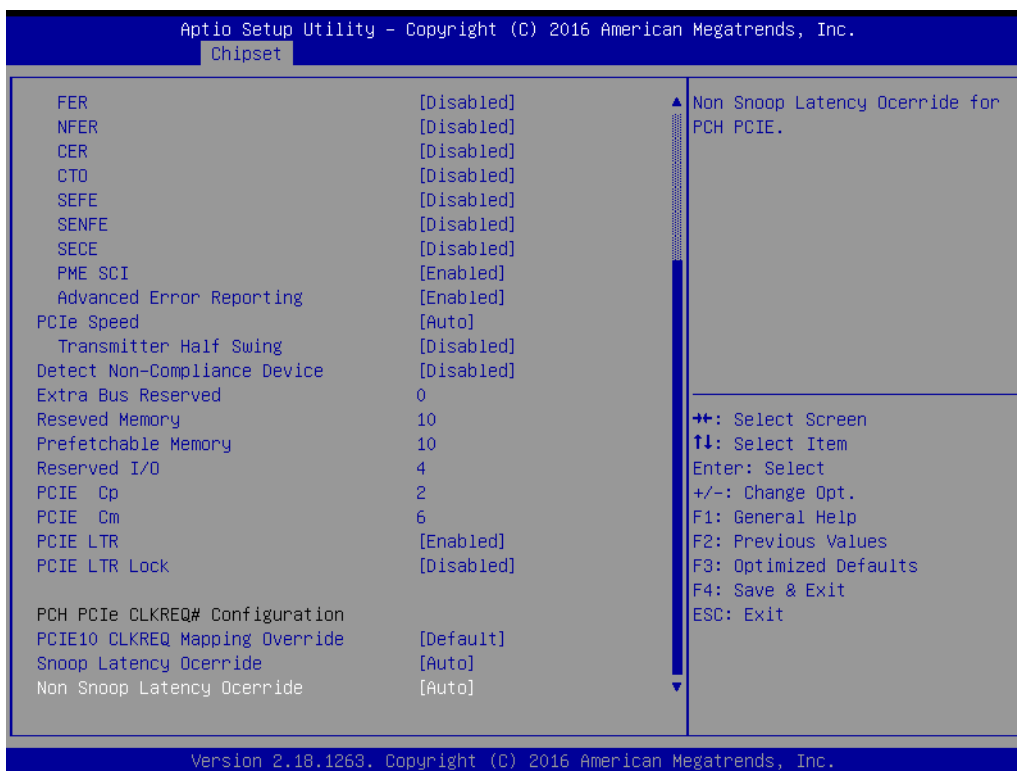 Aptio Setup Utility – Copyright (C) 2016 American Megatrends, Inc.
Chipset
FER [Disabled]
NFER [Disabled]
CER [Disabled]
CTO [Disabled]
SEFE [Disabled]
SENFE [Disabled]
SECE [Disabled]
PME SCI [Enabled]
Advanced Error Reporting [Enabled]
PCIe Speed [Auto]
Transmitter Half Swing [Disabled]
Detect Non-Compliance Device [Disabled]
Extra Bus Reserved 0
Reseved Memory 10
Prefetchable Memory 10
Reserved I/O 4
PCIE Cp 2
PCIE Cm 6
PCIE LTR [Enabled]
PCIE LTR Lock [Disabled]
PCH PCIe CLKREQ# Configuration
PCIE10 CLKREQ Mapping Override [Default]
Snoop Latency Ocerride [Auto]
Non Snoop Latency Ocerride [Auto]
Non Snoop Latency Ocerride for
PCH PCIE.
→←: Select Screen
↑↓: Select Item
Enter: Select
+/-: Change Opt.
F1: General Help
F2: Previous Values
F3: Optimized Defaults
F4: Save & Exit
ESC: Exit
Version 2.18.1263. Copyright (C) 2016 American Megatrends, Inc.